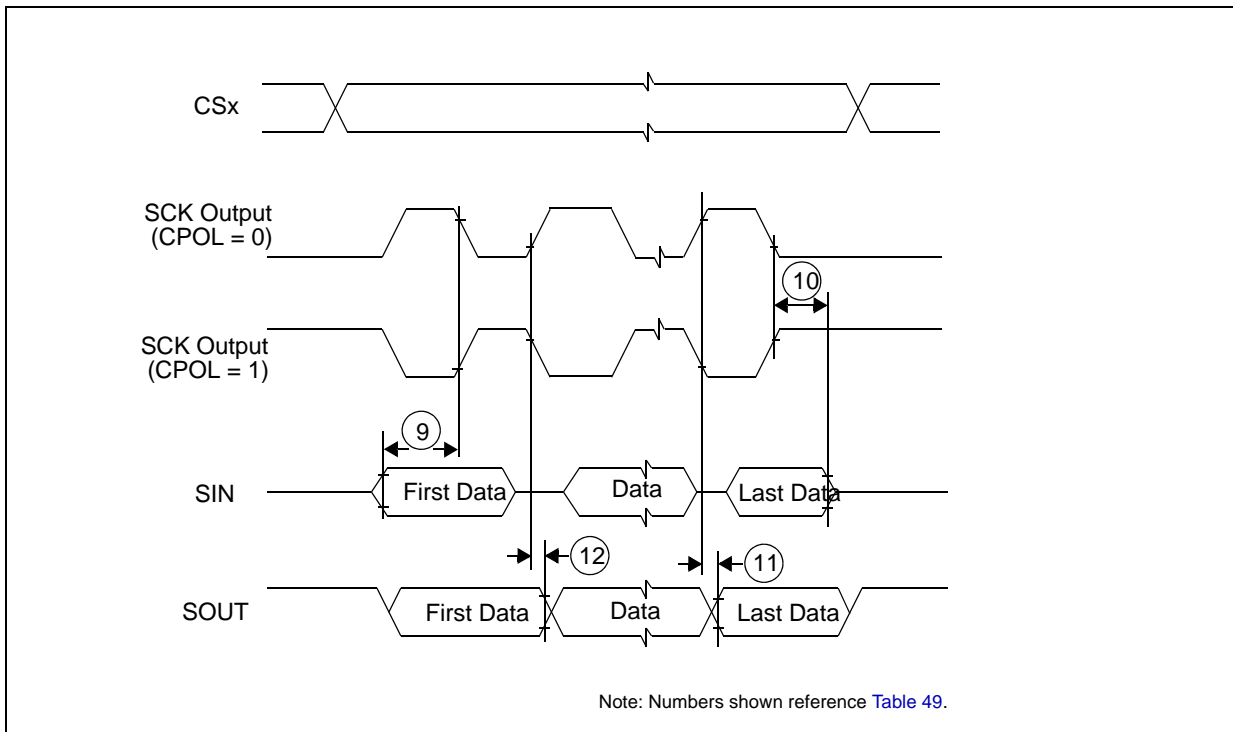 CSx
SCK Output
(CPOL = 0)
10
SCK Output
(CPOL = 1)
9
SIN
First Data
Data
Last Data
12
11
SOUT
First Data
Data
Last Data
Note: Numbers shown reference Table 49.